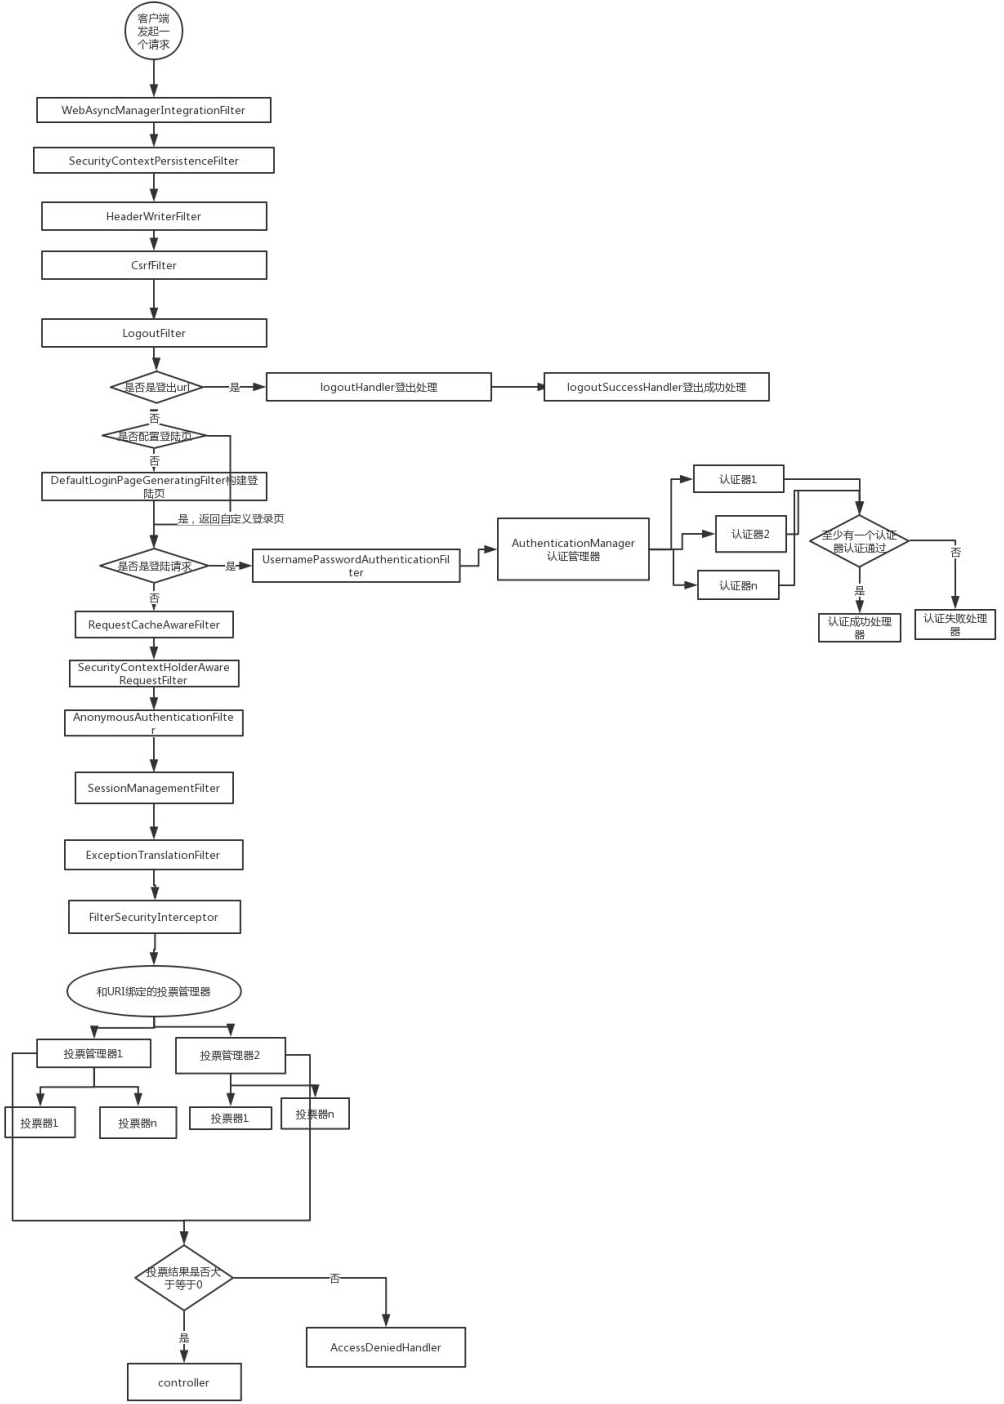 客户端
发起一
个请求
WebAsyncManagerIntegrationFilter
SecurityContextPersistenceFilter
HeaderWriterFilter
CsrfFilter
LogoutFilter
是否是登出url
是
logoutHandler登出处理
logoutSuccessHandler登出成功处理
否
是否配置登陆页
否
DefaultLoginPageGeneratingFilter构建登
陆页
是，返回自定义登录页
是否是登陆请求
是
UsernamePasswordAuthenticationFil
ter
AuthenticationManager
认证管理器
认证器1
认证器2
认证器n
至少有一个认证
器认证通过
否
是
认证成功处理
器
认证失败处理
器
否
RequestCacheAwareFilter
SecurityContextHolderAware
RequestFilter
AnonymousAuthenticationFilte
r
SessionManagementFilter
ExceptionTranslationFilter
FilterSecurityInterceptor
和URI绑定的投票管理器
投票管理器1
投票管理器2
投票器1
投票器n
投票器1
投票器n
投票结果是否大
于等于0
否
是
AccessDeniedHandler
controller